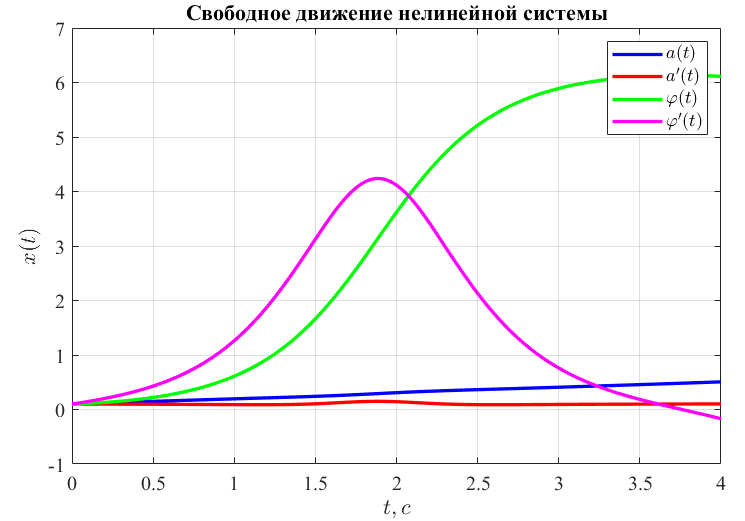 Свободное движение нелинейной системы
7
6
5
4
3
2
1
0
-1
x(t)
a(t)
a′(t)
φ(t)
φ′(t)
0 0.5 1 1.5 2 2.5 3 3.5 4
t, c